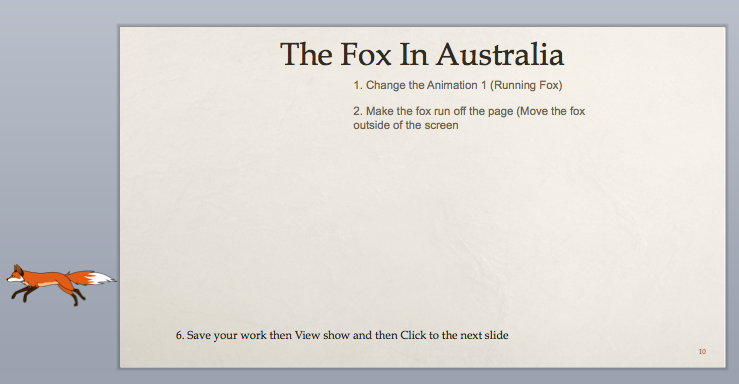 The Fox In Australia
1. Change the Animation 1 (Running Fox)
2. Make the fox run off the page (Move the fox
outside of the screen
6. Save your work then View show and then Click to the next slide
10